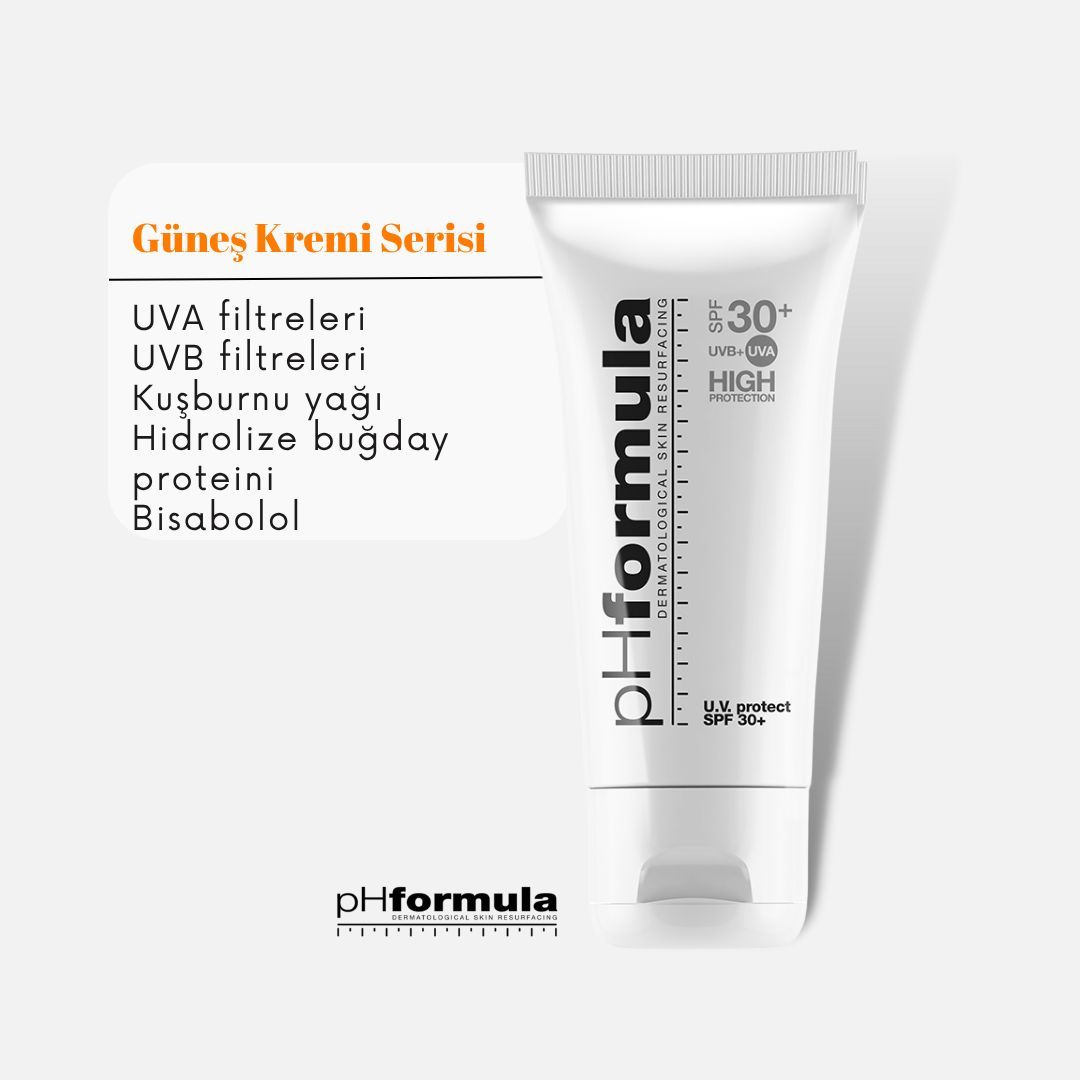 Güneş Kremi Serisi
UVA filtreleri
UVB filtreleri
Kuşburnu yağı
Hidrolize buğday
proteini
Bisabolol
pHformula
DERMATOLOGICAL SKIN RESURFACING
SPF 30+
UVB+ UVA
HIGH
PROTECTION
U.V. protect
SPF 30+
pHformula
DERMATOLOGICAL SKIN RESURFACING